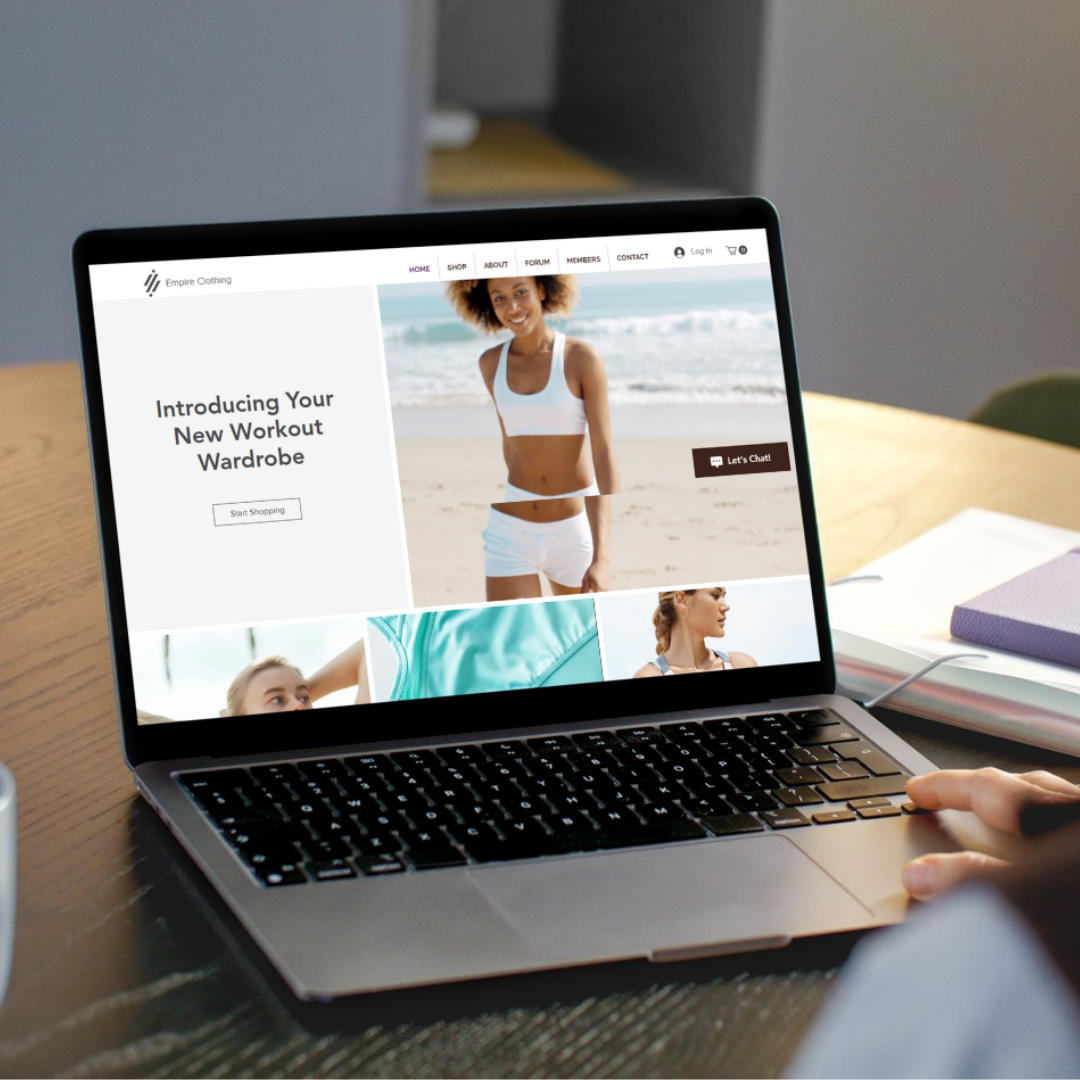 Empire Clothing
HOME SHOP ABOUT FORUM MEMBERS CONTACT
Log In
0
Introducing Your
New Workout
Wardrobe
Start Shopping
Let's Chat!